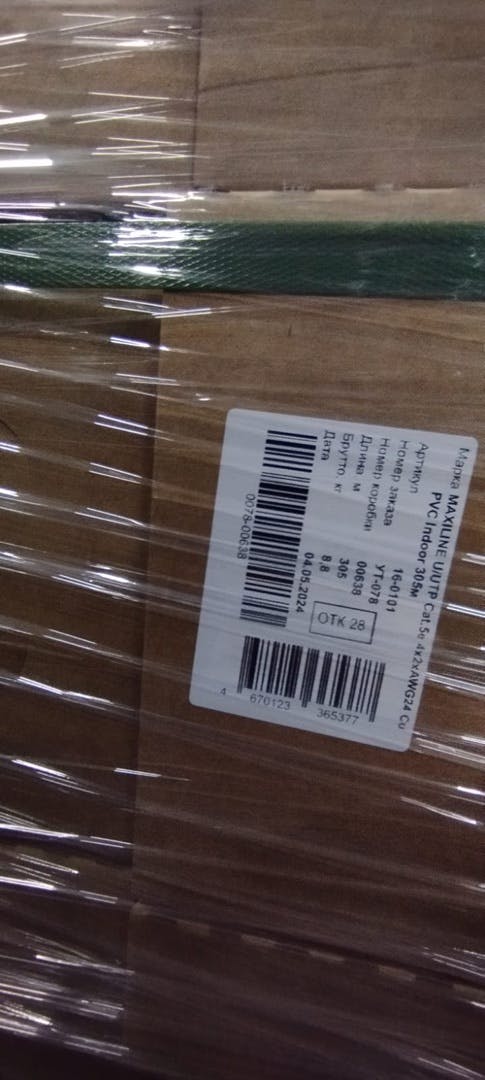 Марка MAXILINE U/UTP Cat.5e 4x2xAWG24 Cu
PVC Indoor 305м
Артикул 16-0101
Номер заказа УТ-078
Номер коробки 00638
Длина, м 305
Брутто, кг 8,8
Дата 04.05.2024
ОТК 28
0078-00638
4 670123 365377